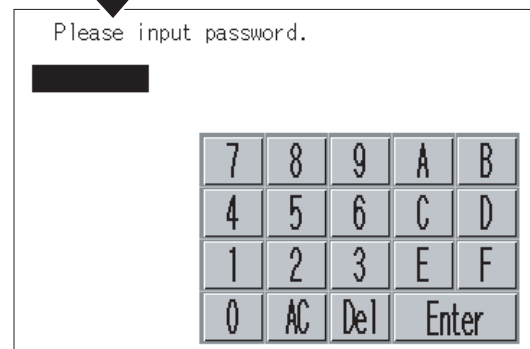 Please input password.
7 8 9 A B
4 5 6 C D
1 2 3 E F
0 AC Del Enter